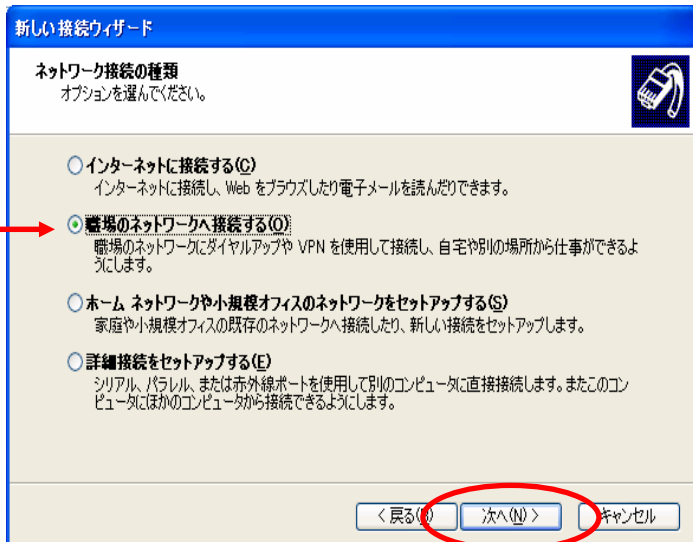 新しい接続ウィザード
ネットワーク接続の種類
オプションを選んでください。
インターネットに接続する(C)
インターネットに接続し、Web をブラウズしたり電子メールを読んだりできます。
職場のネットワークへ接続する(O)
職場のネットワークにダイヤルアップや VPN を使用して接続し、自宅や別の場所から仕事ができるよ
うにします。
ホーム ネットワークや小規模オフィスのネットワークをセットアップする(S)
家庭や小規模オフィスの既存のネットワークへ接続したり、新しい接続をセットアップします。
詳細接続をセットアップする(E)
シリアル、パラレル、または赤外線ポートを使用して別のコンピュータに直接接続します。またこのコン
ピュータにほかのコンピュータから接続できるようにします。
< 戻る(B) 次へ(N) > キャンセル